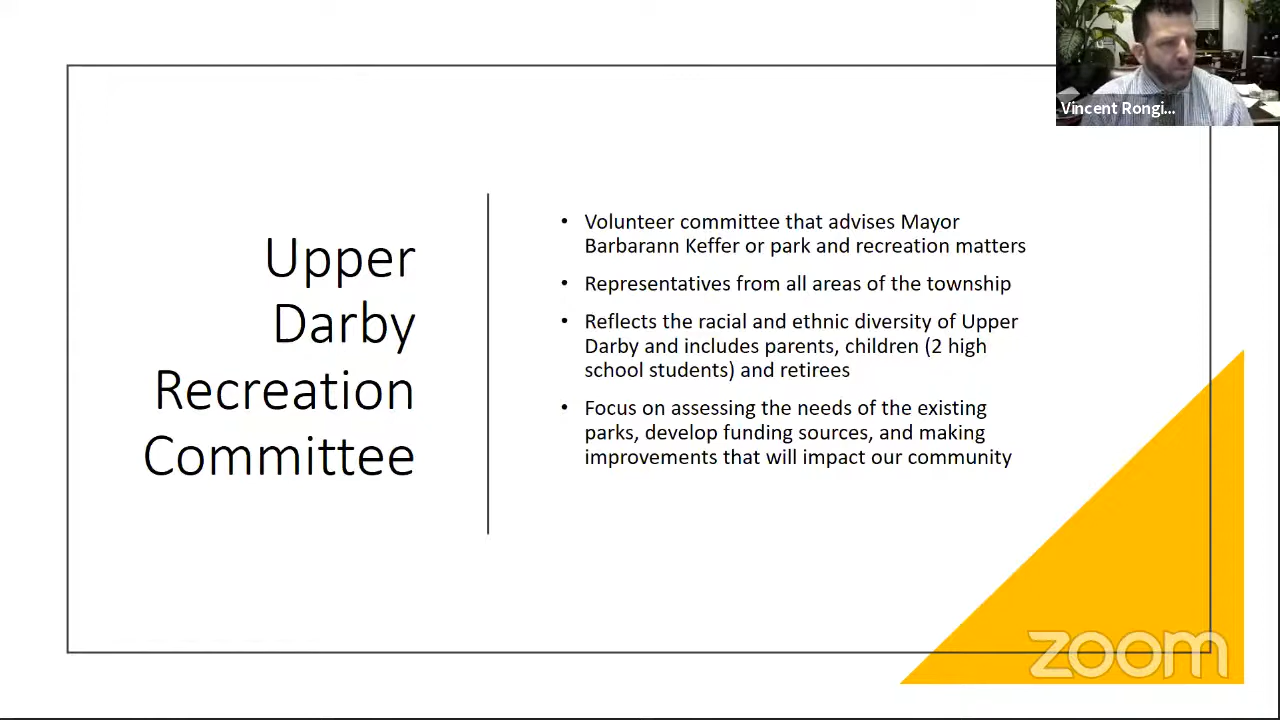 Vincent Rongi...
Upper
Darby
Recreation
Committee
• Volunteer committee that advises Mayor
Barbarann Keffer or park and recreation matters
• Representatives from all areas of the township
• Reflects the racial and ethnic diversity of Upper
Darby and includes parents, children (2 high
school students) and retirees
• Focus on assessing the needs of the existing
parks, develop funding sources, and making
improvements that will impact our community
zoom